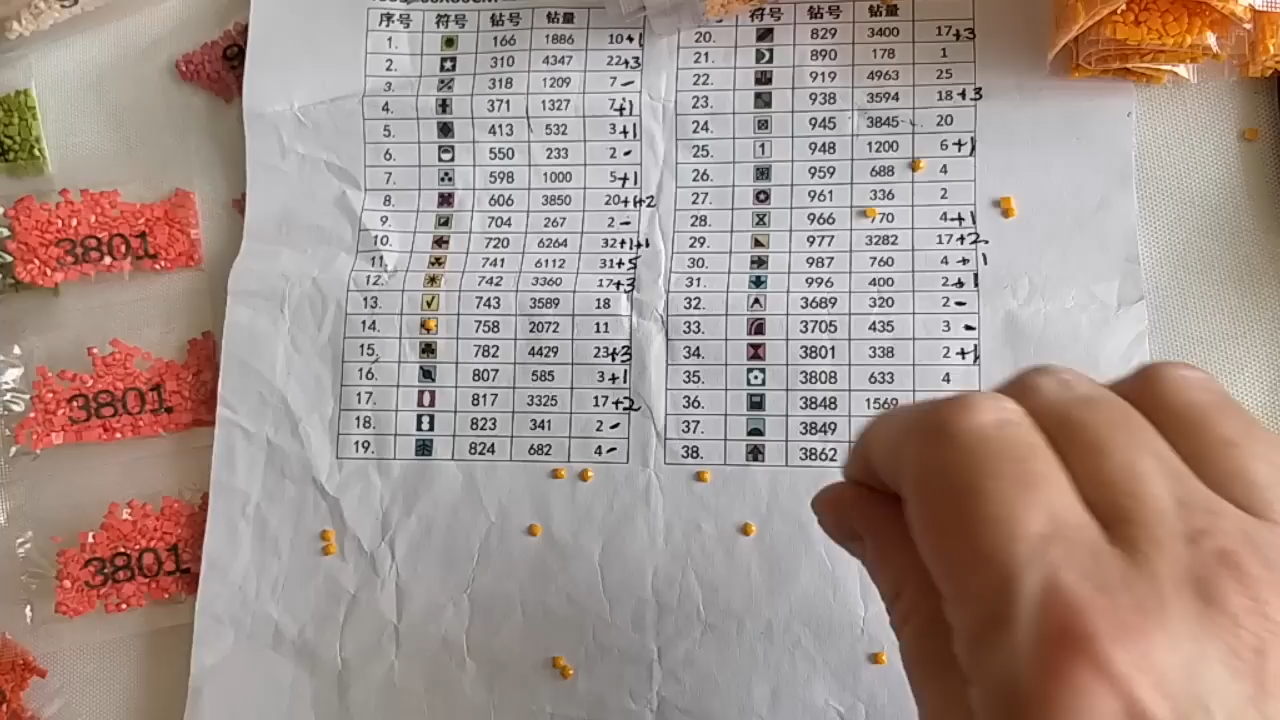 序号 符号 钻号 钻量
1. 166 1886 10+1
2. 310 4347 22+3
3. 318 1209 7-
4. 371 1327 7+1
5. 413 532 3+1
6. 550 233 2-
7. 598 1000 5+1
8. 606 3850 20+1+2
9. 704 267 2-
10. 720 6264 32+1+1
11. 741 6112 31+5
12. 742 3360 17+3
13. 743 3589 18
14. 758 2072 11
15. 782 4429 23+3
16. 807 585 3+1
17. 817 3325 17+2
18. 823 341 2-
19. 824 682 4-
符号 钻号 钻量
20. 829 3400 17+3
21. 890 178 1
22. 919 4963 25
23. 938 3594 18+3
24. 945 3845 20
25. 1 948 1200 6+1
26. 959 688 4
27. 961 336 2
28. 966 770 4+1
29. 977 3282 17+2
30. 987 760 4+1
31. 996 400 2+1
32. 3689 320 2-
33. 3705 435 3-
34. 3801 338 2+1
35. 3808 633 4
36. 3848 1569
37. 3849
38. 3862
3801
3801
3801